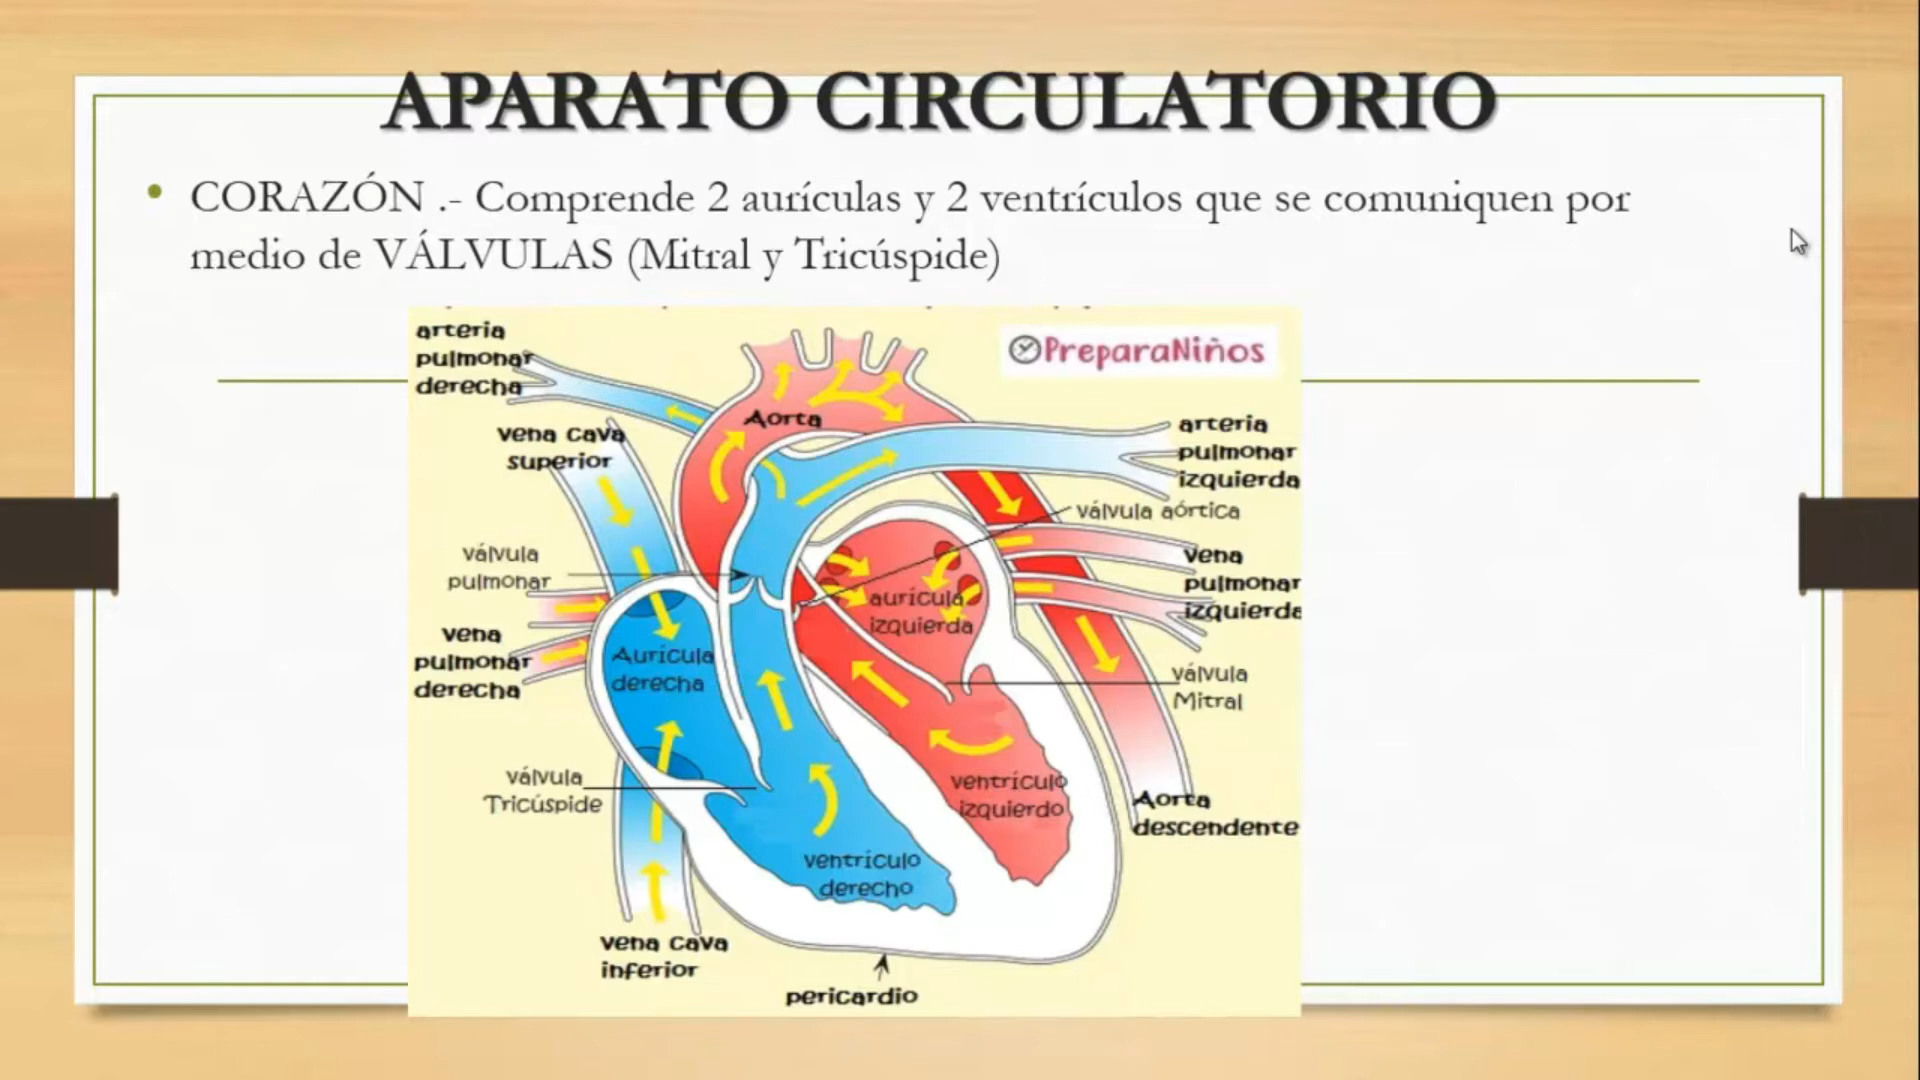 APARATO CIRCULATORIO
• CORAZÓN .- Comprende 2 aurículas y 2 ventrículos que se comuniquen por
medio de VÁLVULAS (Mitral y Tricúspide)
arteria
pulmonar
derecha
PreparaNiños
Aorta
vena cava
superior
arteria
pulmonar
izquierda
válvula aórtica
válvula
pulmonar
vena
pulmonar
izquierda
aurícula
izquierda
vena
pulmonar
derecha
Aurícula
derecha
válvula
Mitral
válvula
Tricúspide
ventrículo
izquierdo
Aorta
descendente
ventrículo
derecho
vena cava
inferior
pericardio